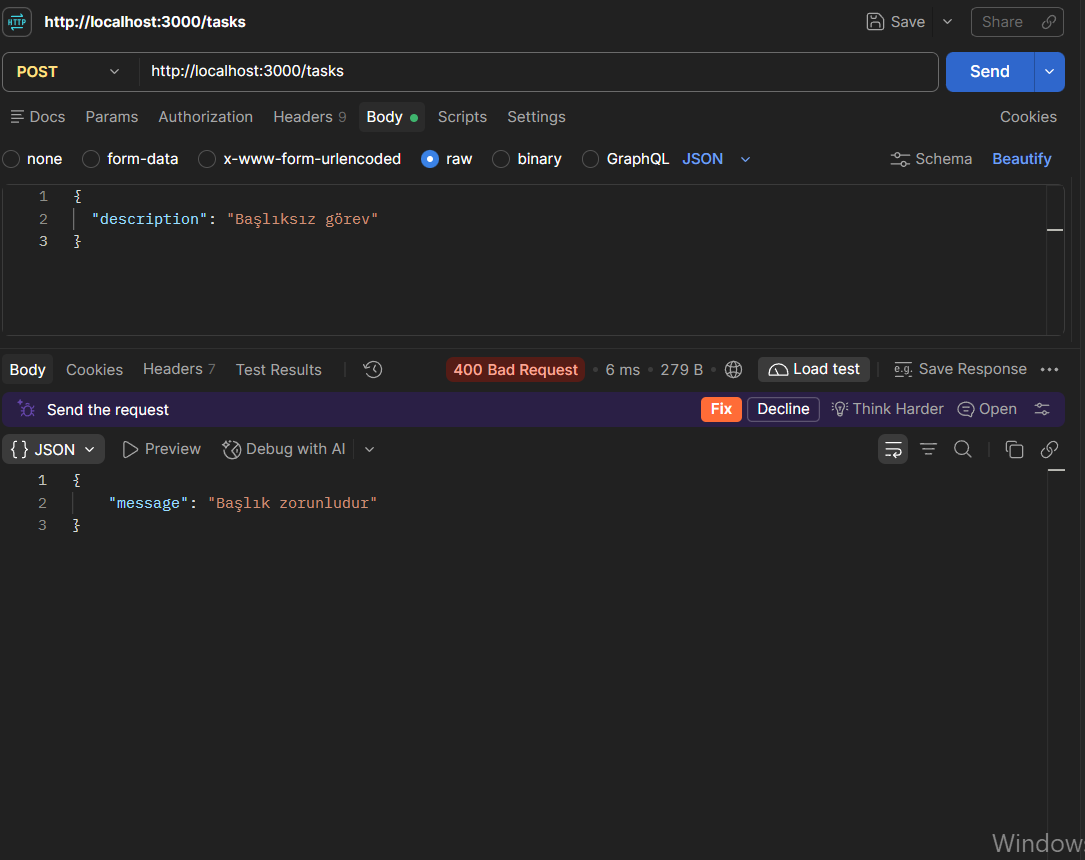 HTTP http://localhost:3000/tasks Save Share
POST http://localhost:3000/tasks Send
Docs Params Authorization Headers 9 Body Scripts Settings Cookies
none form-data x-www-form-urlencoded raw binary GraphQL JSON Schema Beautify
1 {
2 "description": "Başlıksız görev"
3 }
Body Cookies Headers 7 Test Results 400 Bad Request • 6 ms • 279 B • Load test e.g. Save Response
Send the request Fix Decline Think Harder Open
{} JSON Preview Debug with AI
1 {
2 "message": "Başlık zorunludur"
3 }
Window